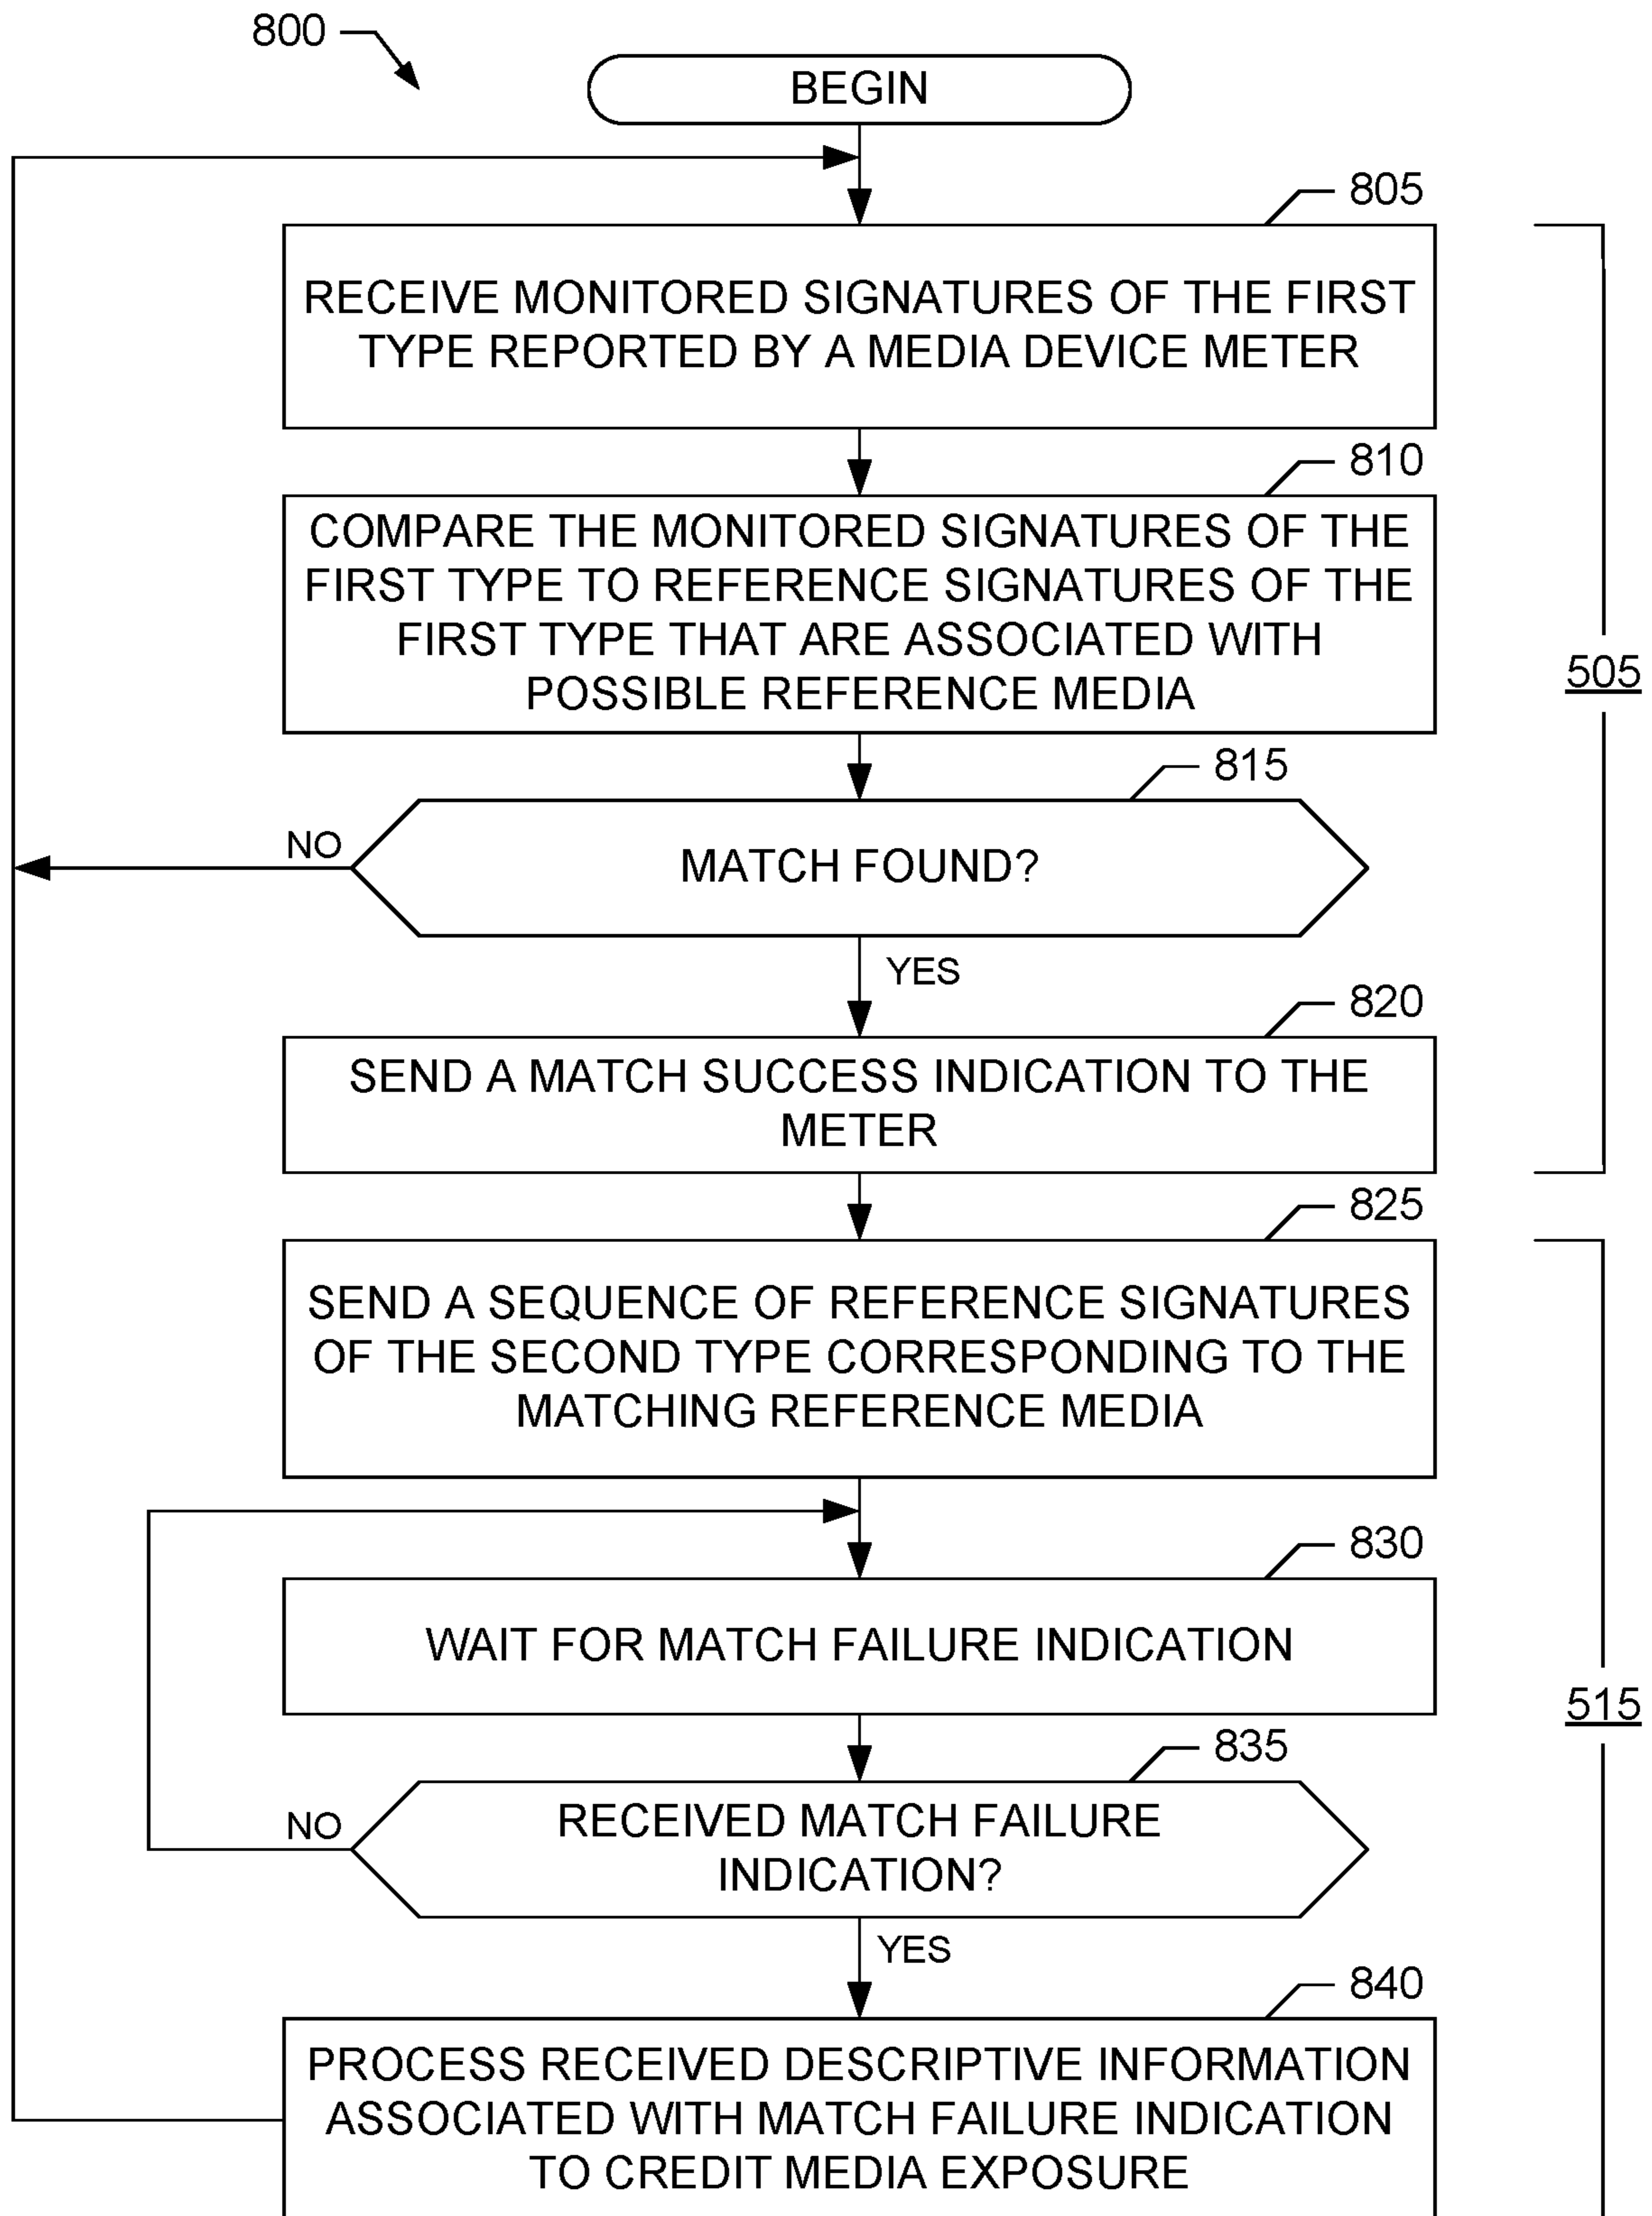 800
BEGIN
805
RECEIVE MONITORED SIGNATURES OF THE FIRST
TYPE REPORTED BY A MEDIA DEVICE METER
810
COMPARE THE MONITORED SIGNATURES OF THE
FIRST TYPE TO REFERENCE SIGNATURES OF THE
FIRST TYPE THAT ARE ASSOCIATED WITH
POSSIBLE REFERENCE MEDIA
505
815
NO
MATCH FOUND?
YES
820
SEND A MATCH SUCCESS INDICATION TO THE
METER
825
SEND A SEQUENCE OF REFERENCE SIGNATURES
OF THE SECOND TYPE CORRESPONDING TO THE
MATCHING REFERENCE MEDIA
830
WAIT FOR MATCH FAILURE INDICATION
515
835
NO
RECEIVED MATCH FAILURE
INDICATION?
YES
840
PROCESS RECEIVED DESCRIPTIVE INFORMATION
ASSOCIATED WITH MATCH FAILURE INDICATION
TO CREDIT MEDIA EXPOSURE